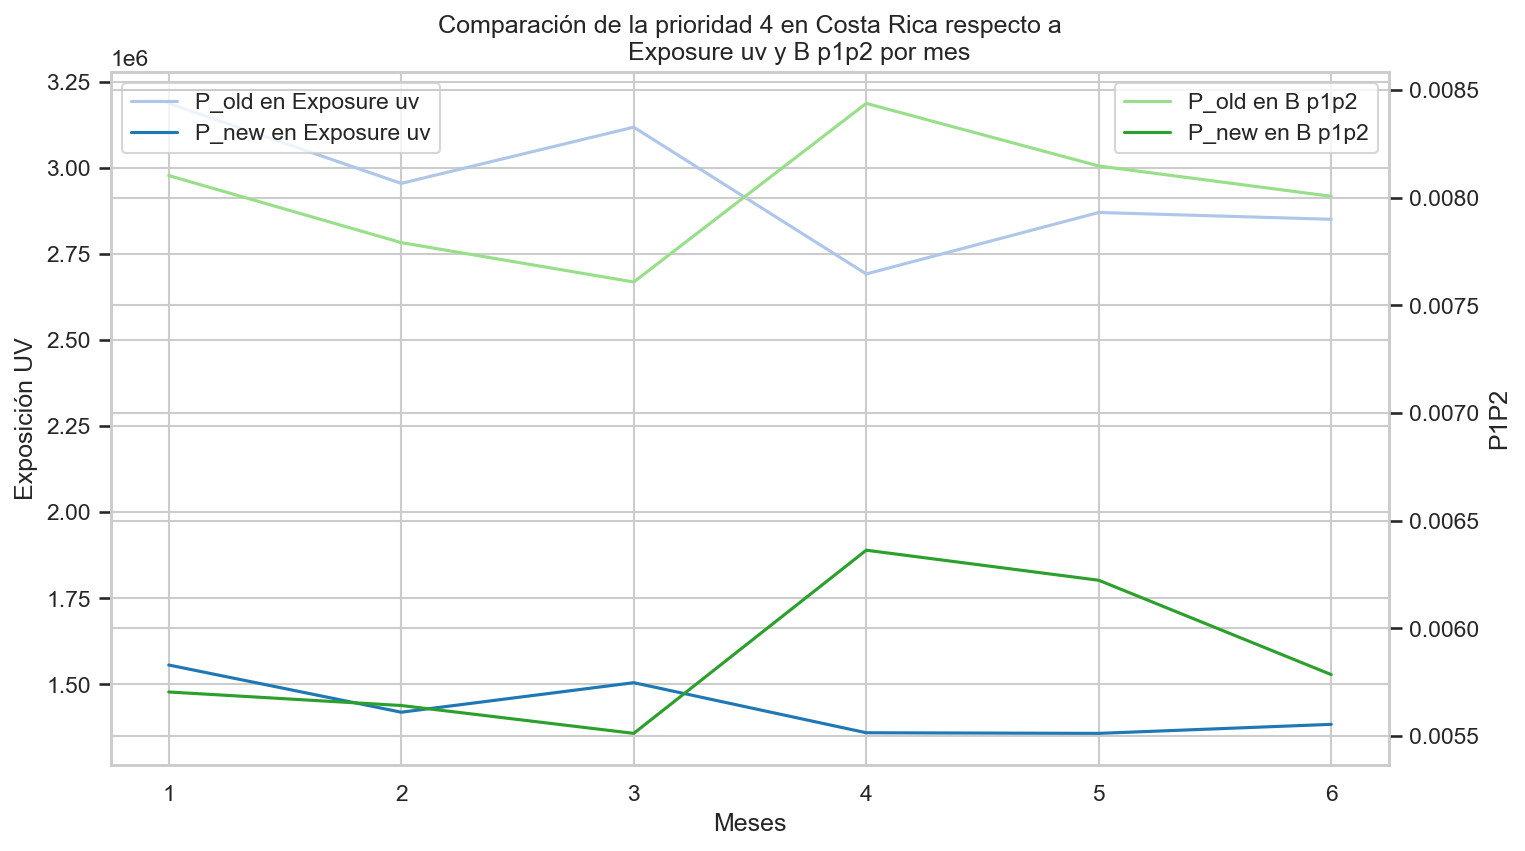 Comparación de la prioridad 4 en Costa Rica respecto a
Exposure uv y B p1p2 por mes
1e6
P_old en Exposure uv
P_new en Exposure uv
P_old en B p1p2
P_new en B p1p2
3.25
3.00
2.75
2.50
2.25
2.00
1.75
1.50
Exposición UV
0.0085
0.0080
0.0075
0.0070
0.0065
0.0060
0.0055
P1P2
1 2 3 4 5 6
Meses